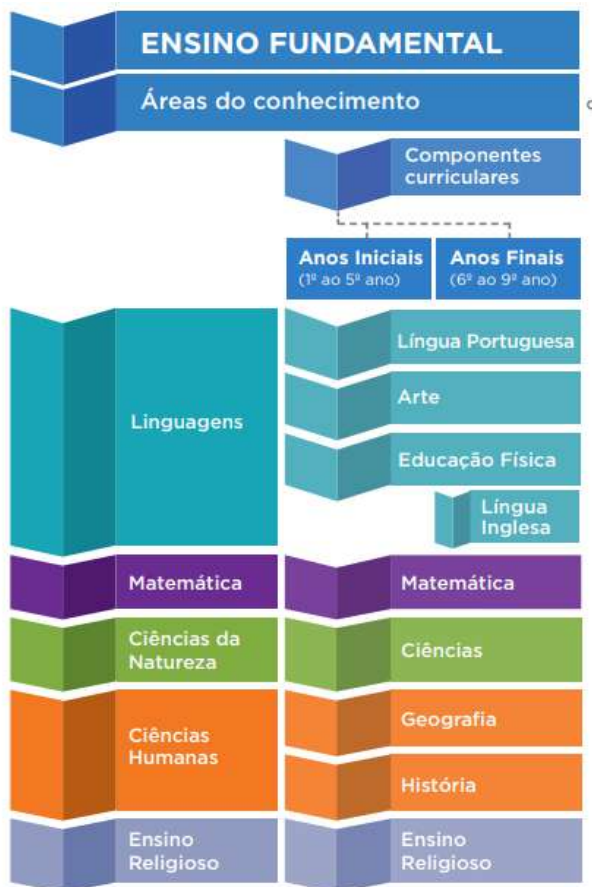 ENSINO FUNDAMENTAL
Áreas do conhecimento
Componentes
curriculares
Anos Iniciais
(1º ao 5º ano)
Anos Finais
(6º ao 9º ano)
Linguagens
Língua Portuguesa
Arte
Educação Física
Língua
Inglesa
Matemática
Matemática
Ciências da
Natureza
Ciências
Ciências
Humanas
Geografia
História
Ensino
Religioso
Ensino
Religioso